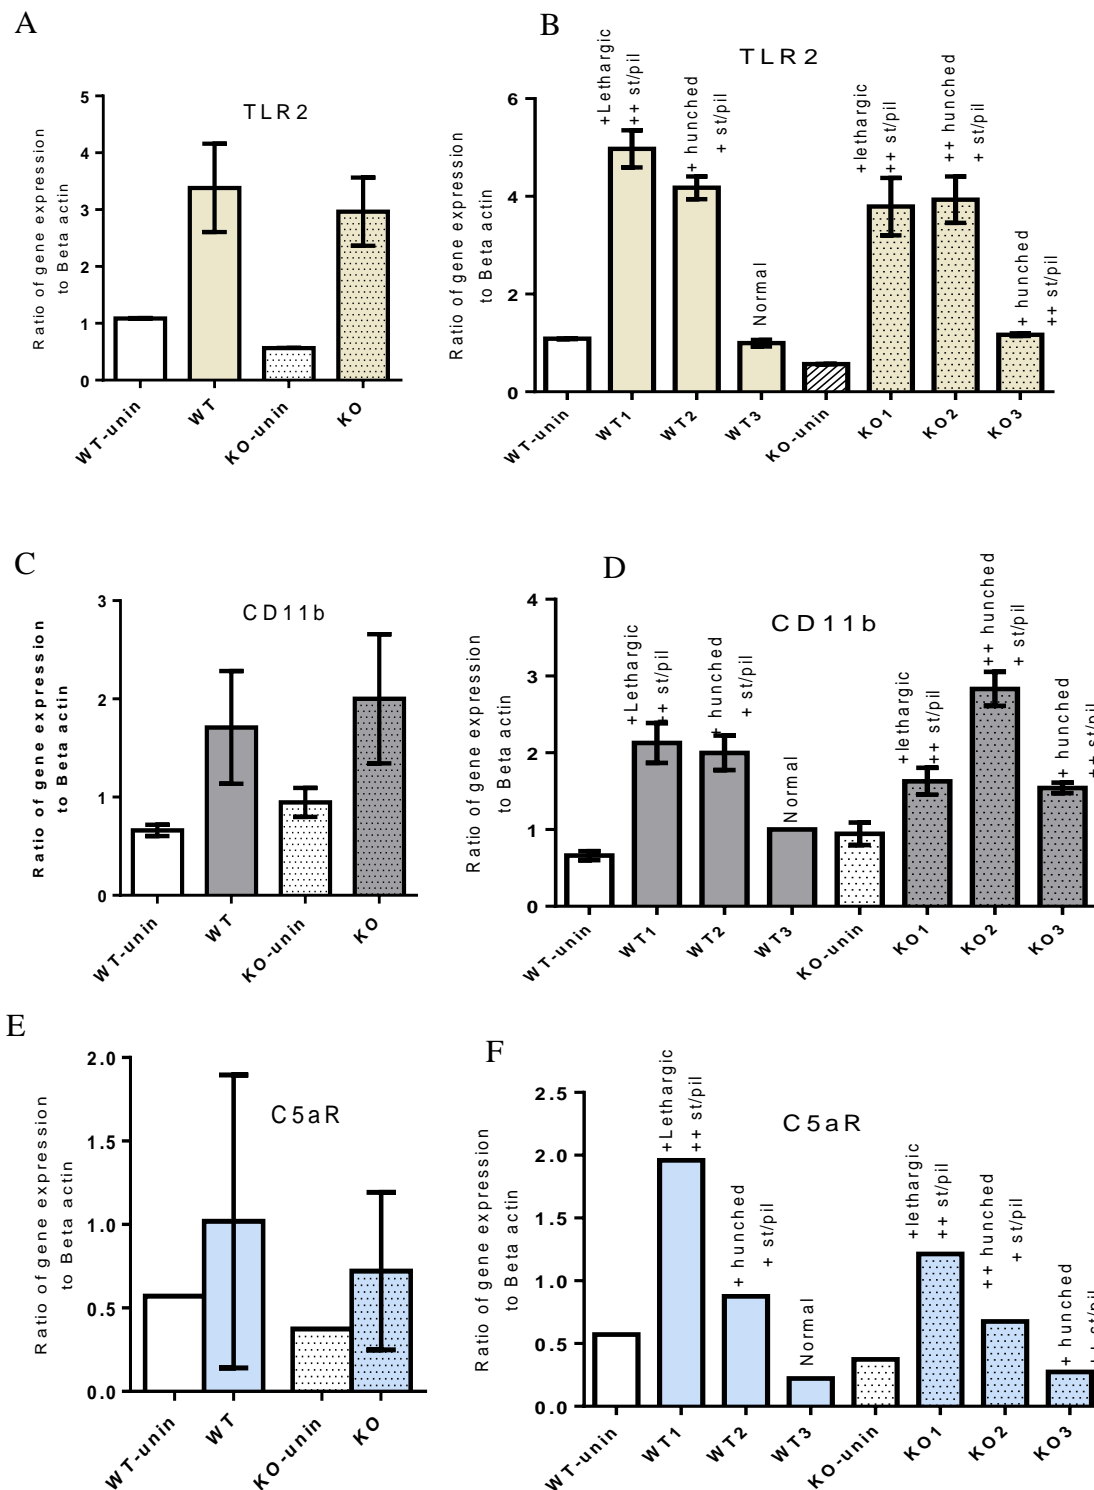 A
TLR2
Ratio of gene expression
to Beta actin
5
4
3
2
1
0
WT-unin
WT
KO-unin
KO
B
TLR2
Ratio of gene expression
to Beta actin
6
4
2
0
+Lethargic
++ st/pil
+ hunched
+ st/pil
Normal
+lethargic
++ st/pil
++ hunched
+ st/pil
+ hunched
++ st/pil
WT-unin
WT1
WT2
WT3
KO-unin
KO1
KO2
KO3
C
CD11b
Ratio of gene expression
to Beta actin
3
2
1
0
WT-unin
WT
KO-unin
KO
D
CD11b
Ratio of gene expression
to Beta actin
4
3
2
1
0
+Lethargic
++ st/pil
+ hunched
+ st/pil
Normal
+lethargic
++ st/pil
++ hunched
+ st/pil
+ hunched
++ st/pil
WT-unin
WT1
WT2
WT3
KO-unin
KO1
KO2
KO3
E
C5aR
Ratio of gene expression
to Beta actin
2.0
1.5
1.0
0.5
0.0
WT-unin
WT
KO-unin
KO
F
C5aR
Ratio of gene expression
to Beta actin
2.5
2.0
1.5
1.0
0.5
0.0
+Lethargic
++ st/pil
+ hunched
+ st/pil
Normal
+lethargic
++ st/pil
++ hunched
+ st/pil
+ hunched
++ st/pil
WT-unin
WT1
WT2
WT3
KO-unin
KO1
KO2
KO3